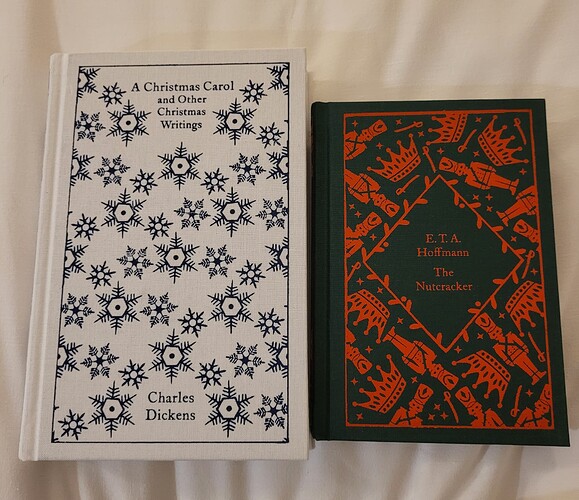 A Christmas Carol
and Other
Christmas
Writings
Charles
Dickens
E. T. A.
Hoffmann
The
Nutcracker